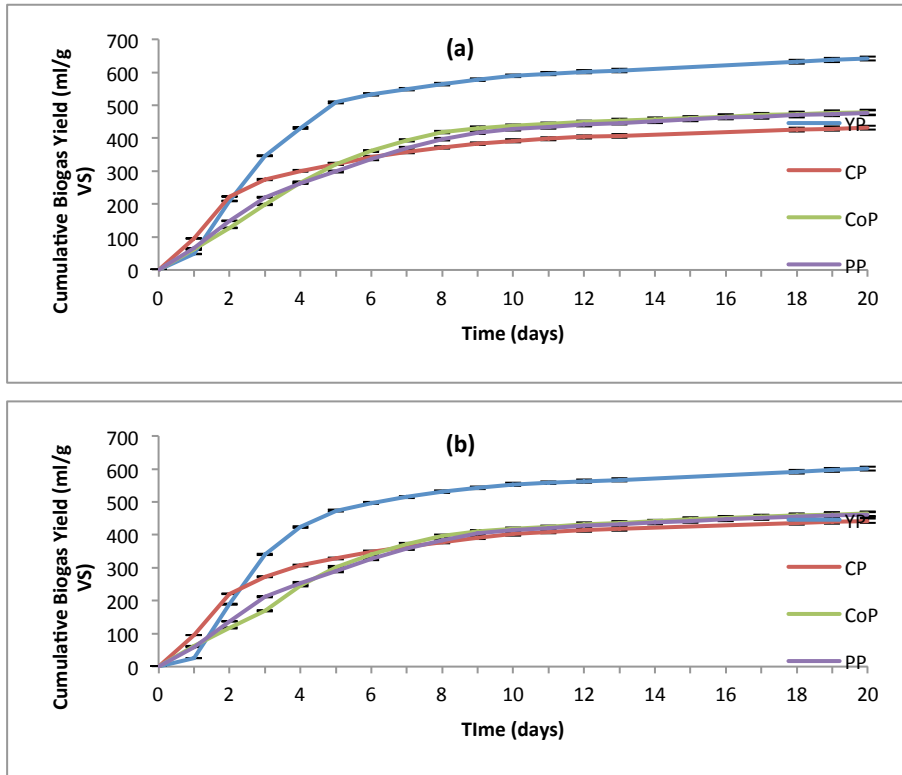 (a)
Cumulative Biogas Yield (ml/g
VS)
700
600
500
400
300
200
100
0
YP
CP
CoP
PP
0 2 4 6 8 10 12 14 16 18 20
Time (days)
(b)
Cumulative Biogas Yield (ml/g
VS)
700
600
500
400
300
200
100
0
YP
CP
CoP
PP
0 2 4 6 8 10 12 14 16 18 20
TIme (days)